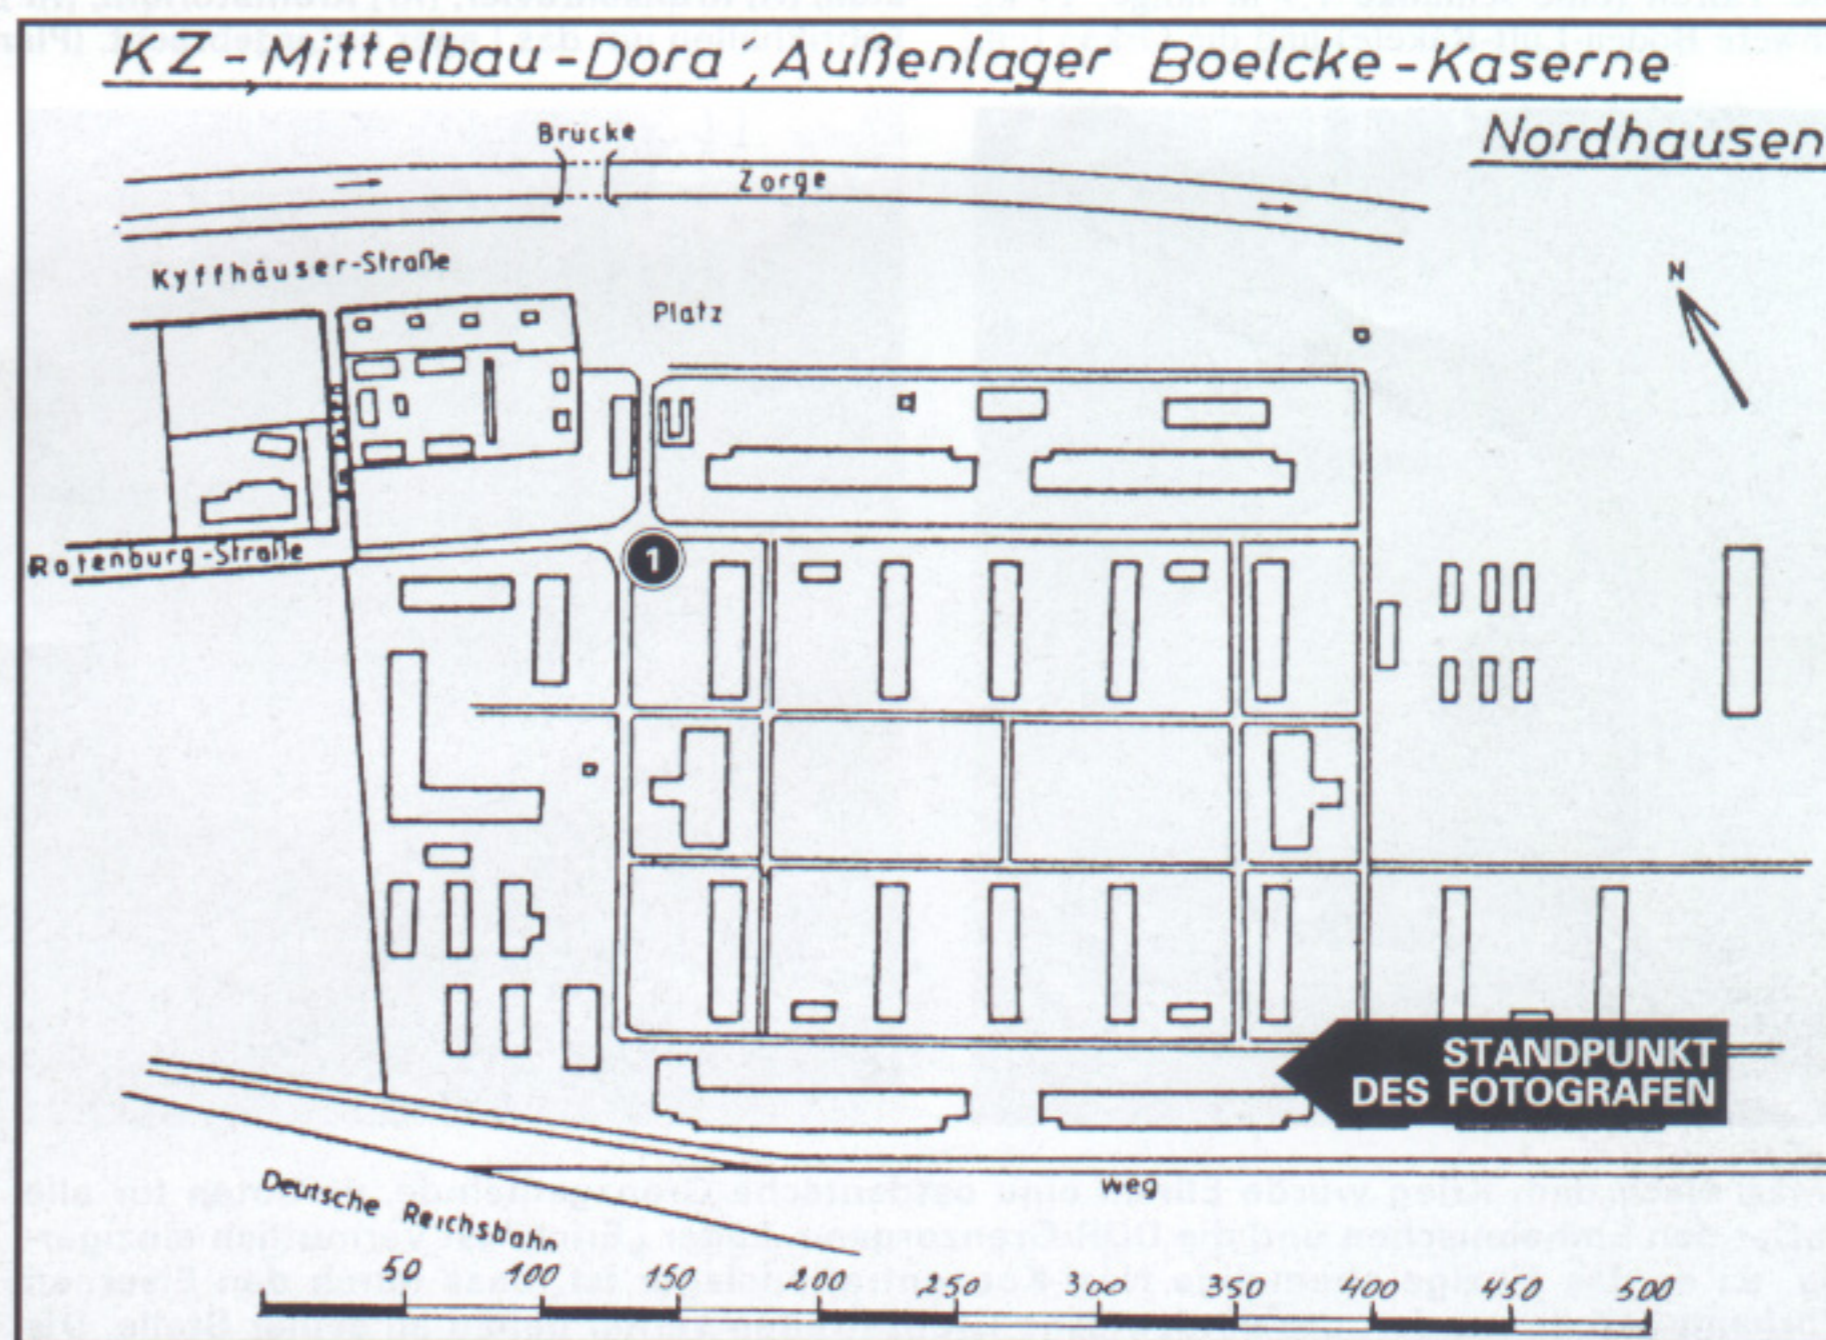 KZ-Mittelbau-Dora, Außenlager Boelcke-Kaserne
Nordhausen
Brücke
Zorge
Kyffhäuser-Straße
Platz
N
Rotenburg-Straße
1
STANDPUNKT
DES FOTOGRAFEN
weg
Deutsche Reichsbahn
50 100 150 200 250 300 350 400 450 500